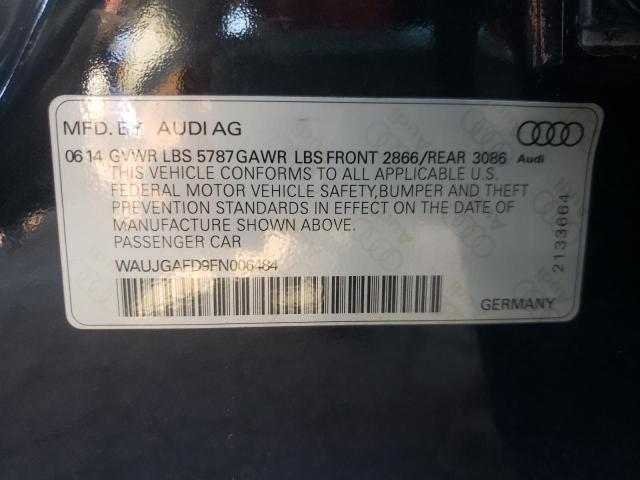 MFD. BY AUDI AG
06 14 GVWR LBS 5787 GAWR LBS FRONT 2866/REAR 3086
Audi
THIS VEHICLE CONFORMS TO ALL APPLICABLE U.S.
FEDERAL MOTOR VEHICLE SAFETY,BUMPER AND THEFT
PREVENTION STANDARDS IN EFFECT ON THE DATE OF
MANUFACTURE SHOWN ABOVE.
PASSENGER CAR
WAUJGAFD9FN006484
GERMANY
2133664